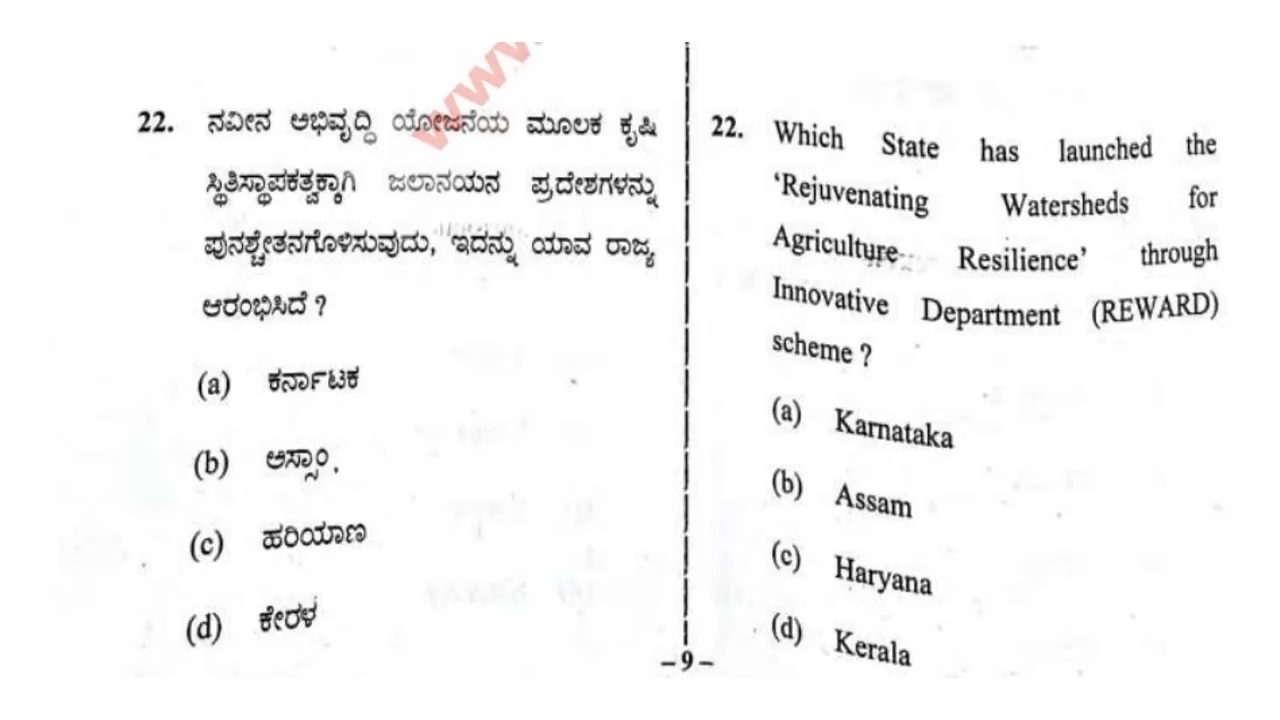 www
22. ನವೀನ ಅಭಿವೃದ್ಧಿ ಯೋಜನೆಯ ಮೂಲಕ ಕೃಷಿ
ಸ್ಥಿತಿಸ್ಥಾಪಕತ್ವಕ್ಕಾಗಿ ಜಲಾನಯನ ಪ್ರದೇಶಗಳನ್ನು
ಪುನಶ್ಚೇತನಗೊಳಿಸುವುದು, ಇದನ್ನು ಯಾವ ರಾಜ್ಯ
ಆರಂಭಿಸಿದೆ ?
(a) ಕರ್ನಾಟಕ
(b) ಅಸ್ಸಾಂ.
(c) ಹರಿಯಾಣ
(d) ಕೇರಳ
22. Which State has launched the
‘Rejuvenating Watersheds for
Agriculture Resilience’ through
Innovative Department (REWARD)
scheme ?
(a) Karnataka
(b) Assam
(c) Haryana
(d) Kerala
– 9 –